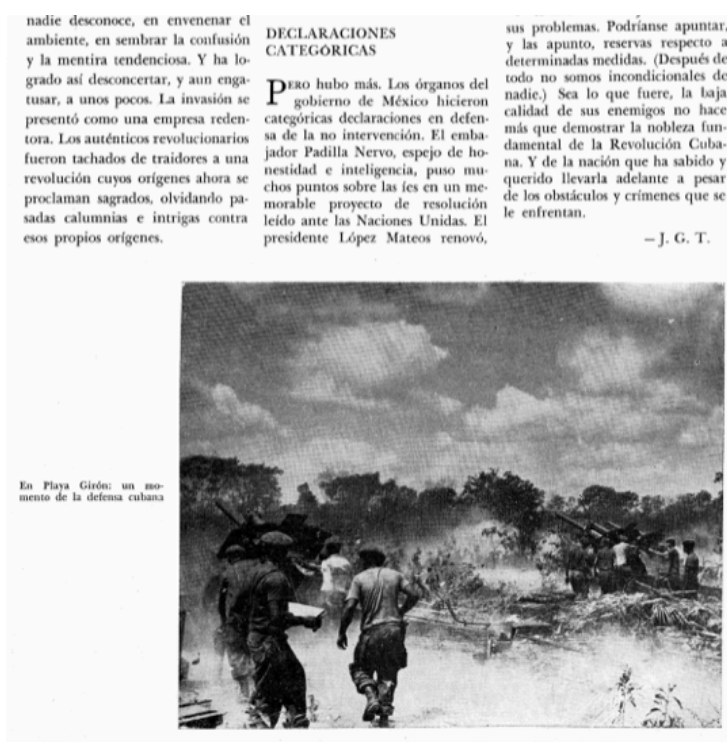 nadie desconoce, en envenenar el
ambiente, en sembrar la confusión
y la mentira tendenciosa. Y ha lo-
grado así desconcertar, y aun enga-
tusar, a unos pocos. La invasión se
presentó como una empresa reden-
tora. Los auténticos revolucionarios
fueron tachados de traidores a una
revolución cuyos orígenes ahora se
proclaman sagrados, olvidando pa-
sadas calumnias e intrigas contra
esos propios orígenes.
DECLARACIONES
CATEGÓRICAS
PERO hubo más. Los órganos del
gobierno de México hicieron
categóricas declaraciones en defen-
sa de la no intervención. El emba-
jador Padilla Nervo, espejo de ho-
nestidad e inteligencia, puso mu-
chos puntos sobre las íes en un me-
morable proyecto de resolución
leído ante las Naciones Unidas. El
presidente López Mateos renovó,
sus problemas. Podríanse apuntar,
y las apunto, reservas respecto a
determinadas medidas. (Después de
todo no somos incondicionales de
nadie.) Sea lo que fuere, la baja
calidad de sus enemigos no hace
más que demostrar la nobleza fun-
damental de la Revolución Cuba-
na. Y de la nación que ha sabido y
querido llevarla adelante a pesar
de los obstáculos y crímenes que se
le enfrentan.
— J. G. T.
En Playa Girón: un mo-
mento de la defensa cubana